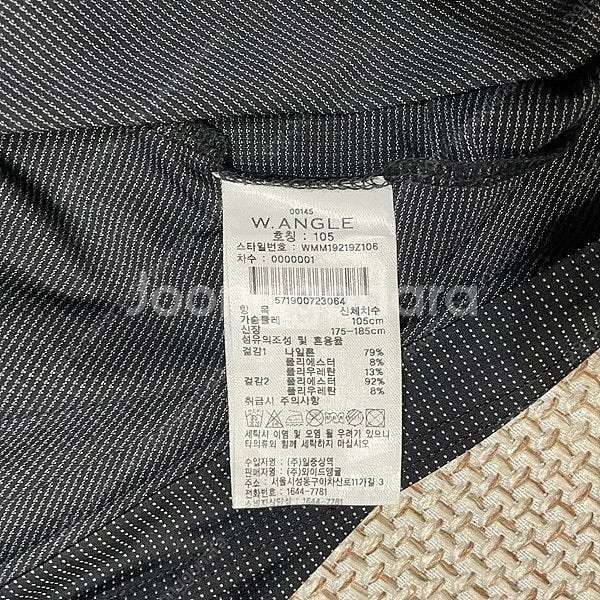 00145
W.ANGLE
호칭 : 105
스타일번호 : WMM19219Z106
차수 : 0000001
571900723064
항 목 신체치수
가슴둘레 105cm
신장 175-185cm
섬유의조성 및 혼용율
겉감1 나일론 79%
폴리에스터 8%
폴리우레탄 13%
겉감2 폴리에스터 92%
폴리우레탄 8%
취급시 주의사항
세탁시 이염 및 오염 될 우려가 있으니
타의류와 함께 세탁하지 마십시오
수입자명 : (주)일중상역
판매자명 : (주)와이드앵글
주소 : 서울시성동구아차산로11가길 3
전화번호 : 1644-7781
1644-7781